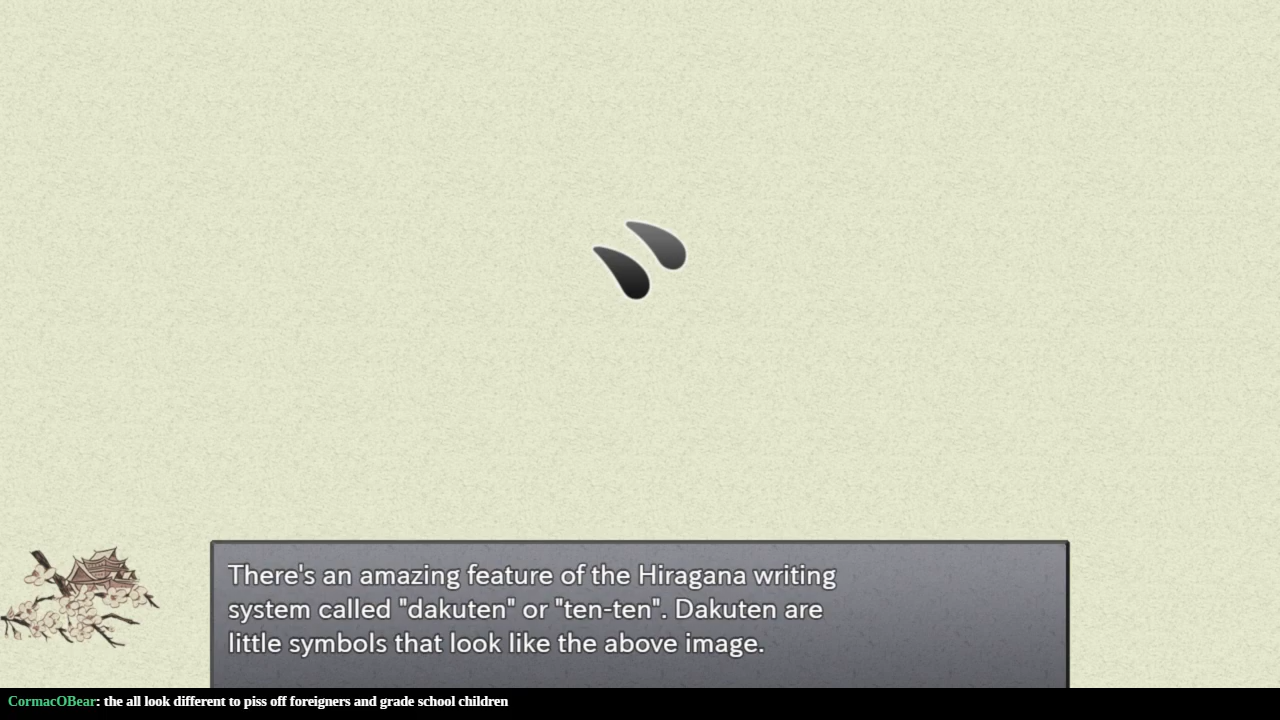 There's an amazing feature of the Hiragana writing
system called "dakuten" or "ten-ten". Dakuten are
little symbols that look like the above image.
CormacOBear: the all look different to piss off foreigners and grade school children